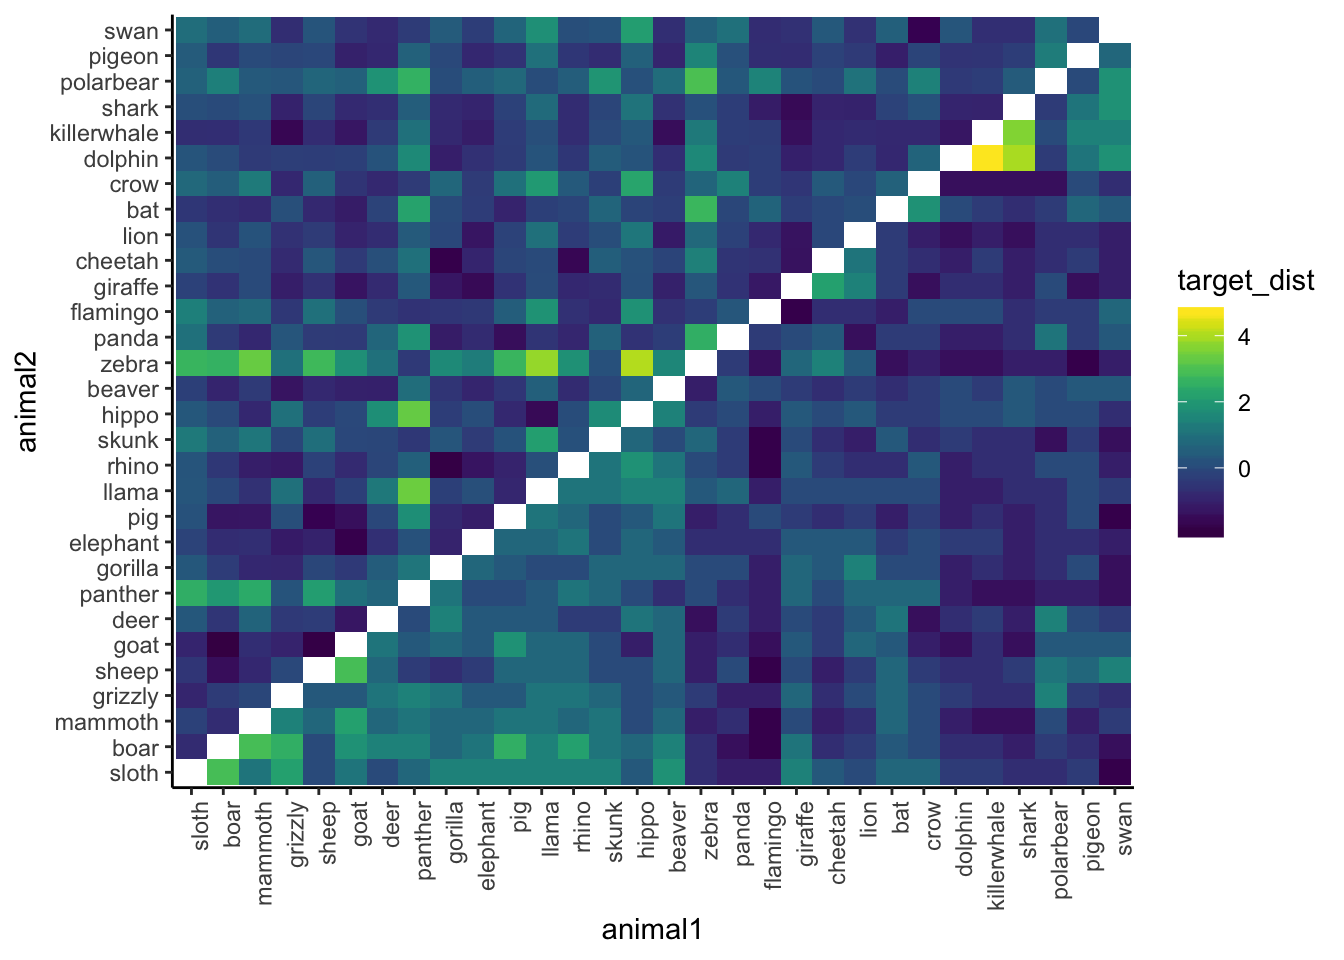 swan
pigeon
polarbear
shark
killerwhale
dolphin
crow
bat
lion
cheetah
giraffe
flamingo
panda
zebra
beaver
hippo
skunk
rhino
llama
pig
elephant
gorilla
panther
deer
goat
sheep
grizzly
mammoth
boar
sloth
animal2
sloth
boar
mammoth
grizzly
sheep
goat
deer
panther
gorilla
elephant
pig
llama
rhino
skunk
hippo
beaver
zebra
panda
flamingo
giraffe
cheetah
lion
bat
crow
dolphin
killerwhale
shark
polarbear
pigeon
swan
animal1
target_dist
4
2
0